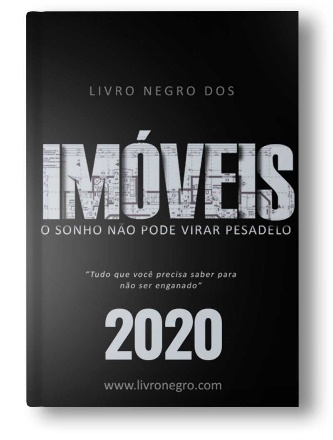 LIVRO NEGRO DOS
IMÓVEIS
O SONHO NÃO PODE VIRAR PESADELO
“Tudo que você precisa saber para
não ser enganado”
2020
www.livronegro.com